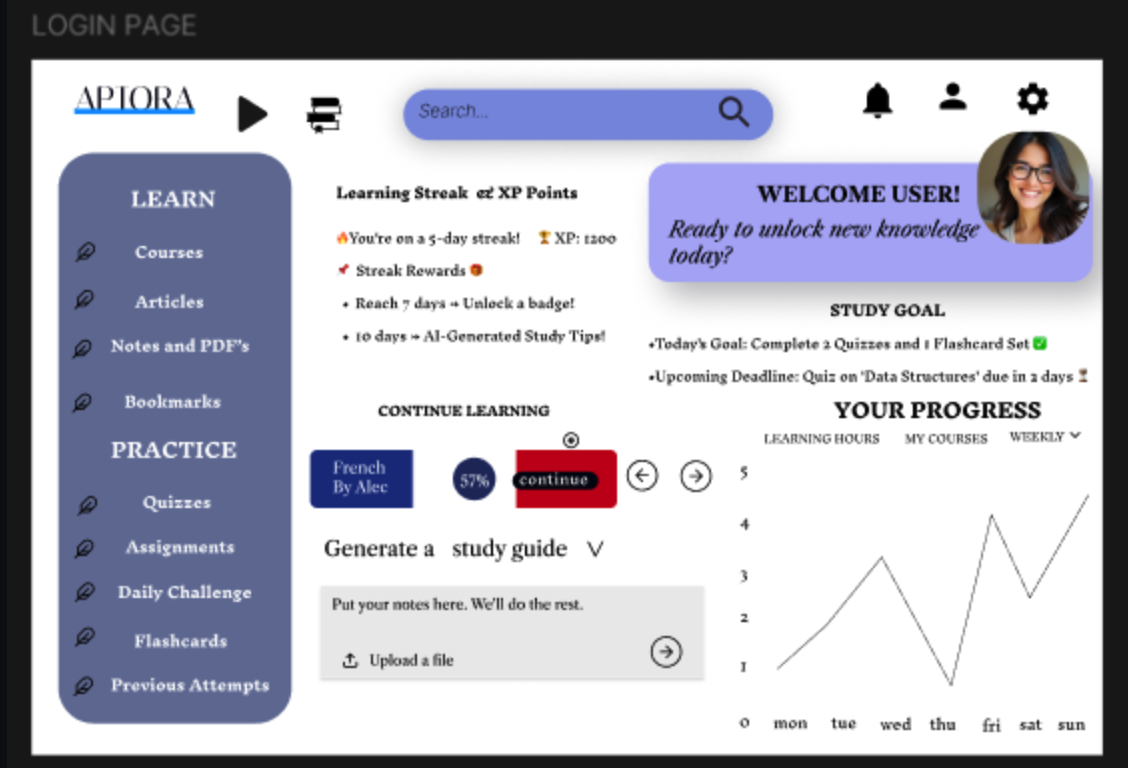 LOGIN PAGE
APTORA
Search...
LEARN
Courses
Articles
Notes and PDF's
Bookmarks
PRACTICE
Quizzes
Assignments
Daily Challenge
Flashcards
Previous Attempts
Learning Streak & XP Points
🔥You're on a 5-day streak! 🏆 XP: 1200
📌 Streak Rewards 🎁
• Reach 7 days → Unlock a badge!
• 10 days → AI-Generated Study Tips!
WELCOME USER!
Ready to unlock new knowledge
today?
STUDY GOAL
•Today's Goal: Complete 2 Quizzes and 1 Flashcard Set ✅
•Upcoming Deadline: Quiz on 'Data Structures' due in 2 days ⏳
CONTINUE LEARNING
French
By Alec
57%
continue
Generate a study guide V
Put your notes here. We'll do the rest.
Upload a file
YOUR PROGRESS
LEARNING HOURS MY COURSES WEEKLY
5
4
3
2
1
0 mon tue wed thu fri sat sun